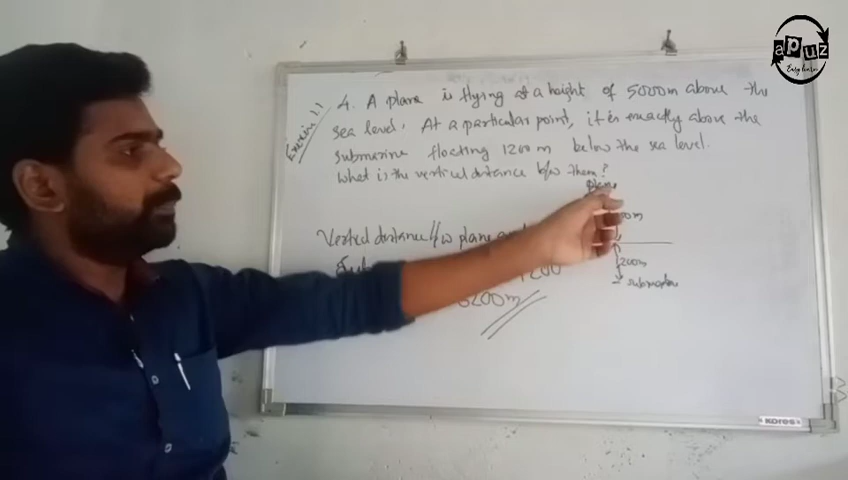 apuz
Easy learn
Exercise 1.1
4. A plane is flying at a height of 5000m above the
sea level. At a particular point, it is exactly above the
submarine floating 1200 m below the sea level.
What is the vertical distance b/w them?
plane
Vertical distance b/w plane and
1200
6200m
1200m
submarine
KORES